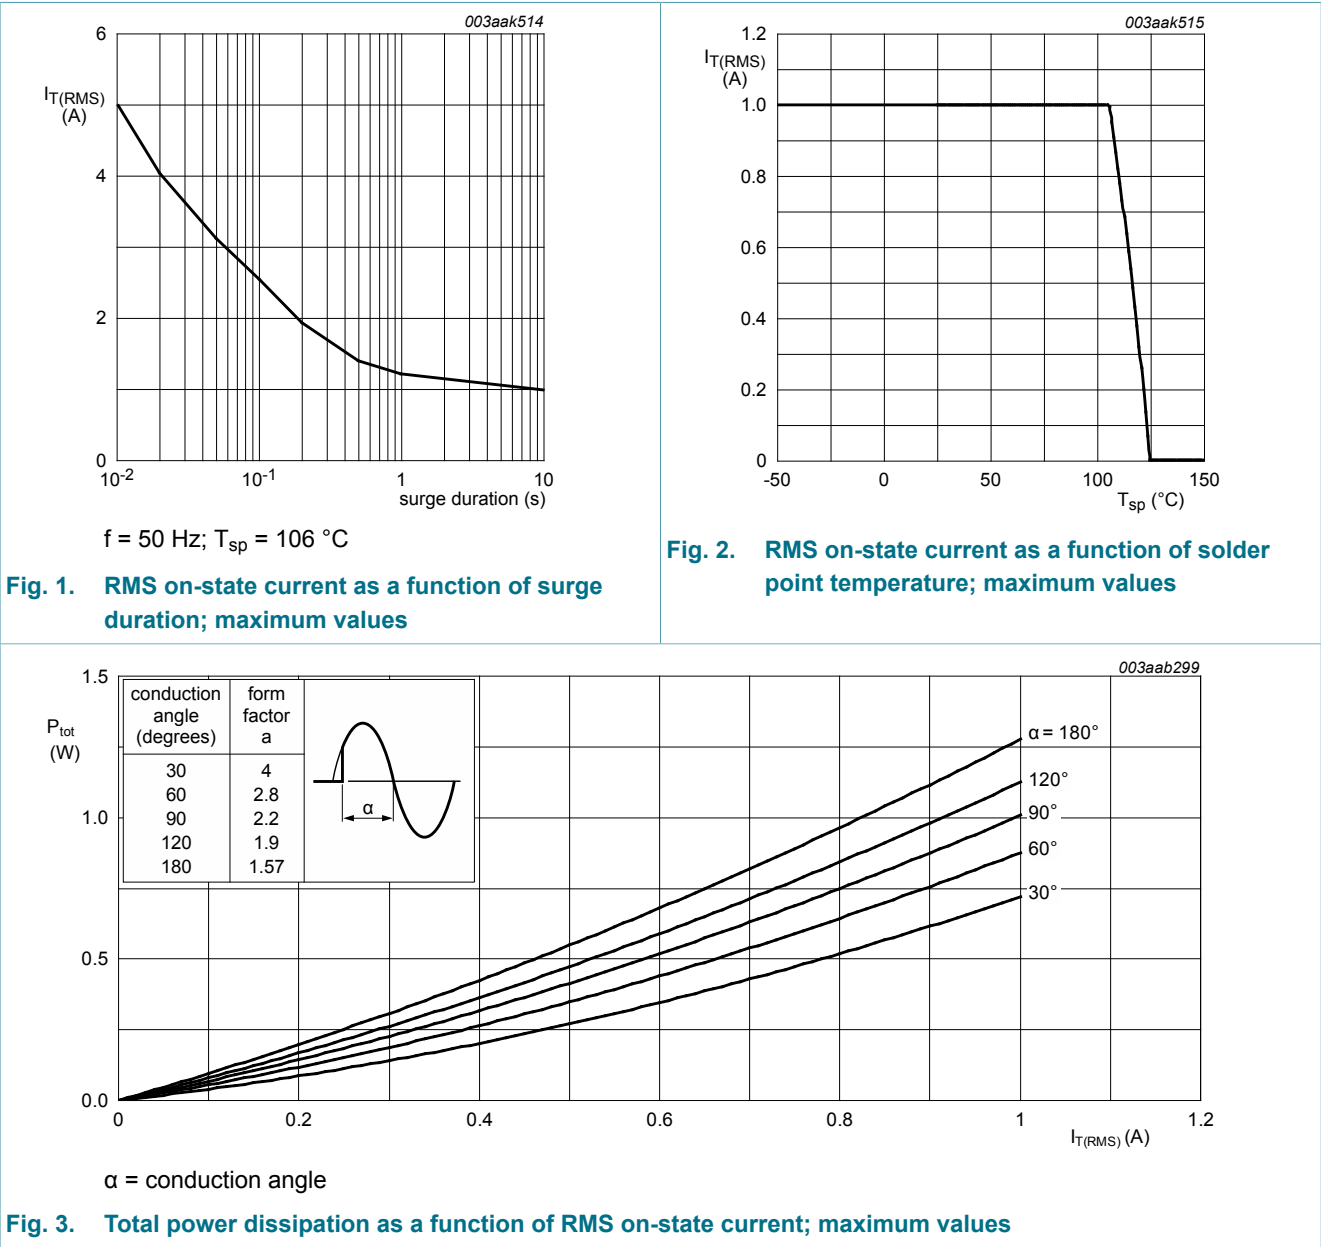 003aak514
6
4
2
0
I_T(RMS)
(A)
10^-2
10^-1
1
10
surge duration (s)
f = 50 Hz; T_sp = 106 °C
Fig. 1. RMS on-state current as a function of surge
duration; maximum values
003aak515
1.2
1.0
0.8
0.6
0.4
0.2
0
I_T(RMS)
(A)
-50
0
50
100
150
T_sp (°C)
Fig. 2. RMS on-state current as a function of solder
point temperature; maximum values
003aab299
1.5
1.0
0.5
0.0
P_tot
(W)
conduction angle (degrees) form factor a
30 4
60 2.8
90 2.2
120 1.9
180 1.57
α
α = 180°
120°
90°
60°
30°
0
0.2
0.4
0.6
0.8
1
1.2
I_T(RMS) (A)
α = conduction angle
Fig. 3. Total power dissipation as a function of RMS on-state current; maximum values